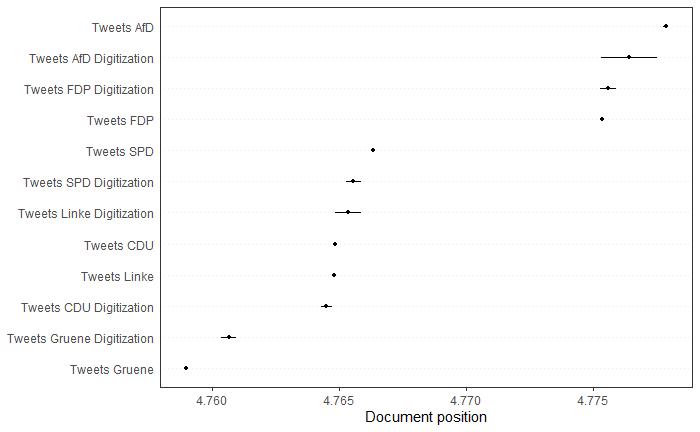 Tweets AfD
Tweets AfD Digitization
Tweets FDP Digitization
Tweets FDP
Tweets SPD
Tweets SPD Digitization
Tweets Linke Digitization
Tweets CDU
Tweets Linke
Tweets CDU Digitization
Tweets Gruene Digitization
Tweets Gruene
4.760 4.765 4.770 4.775
Document position